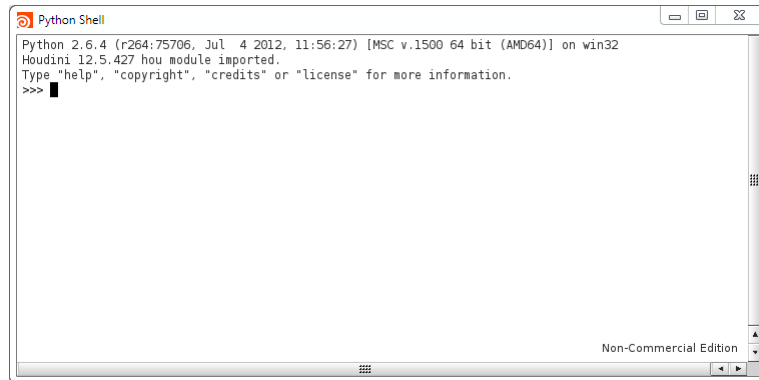 Python Shell
Python 2.6.4 (r264:75706, Jul  4 2012, 11:56:27) [MSC v.1500 64 bit (AMD64)] on win32
Houdini 12.5.427 hou module imported.
Type "help", "copyright", "credits" or "license" for more information.
>>>
Non-Commercial Edition